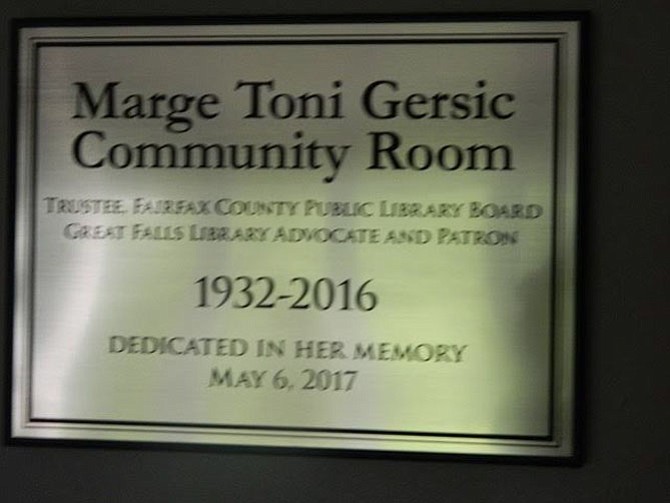 Marge Toni Gersic
Community Room
TRUSTEE, FAIRFAX COUNTY PUBLIC LIBRARY BOARD
GREAT FALLS LIBRARY ADVOCATE AND PATRON
1932-2016
DEDICATED IN HER MEMORY
MAY 6, 2017